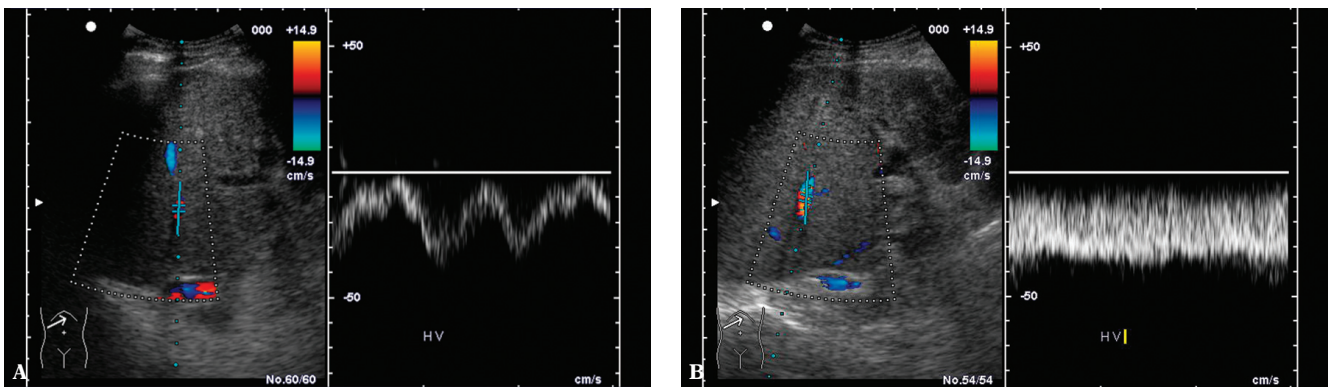 000 +14.9
-14.9
cm/s
+50
-50
HV
A
No.60/60
cm/s
000 +14.9
-14.9
cm/s
+50
-50
HV
B
No.54/54
cm/s